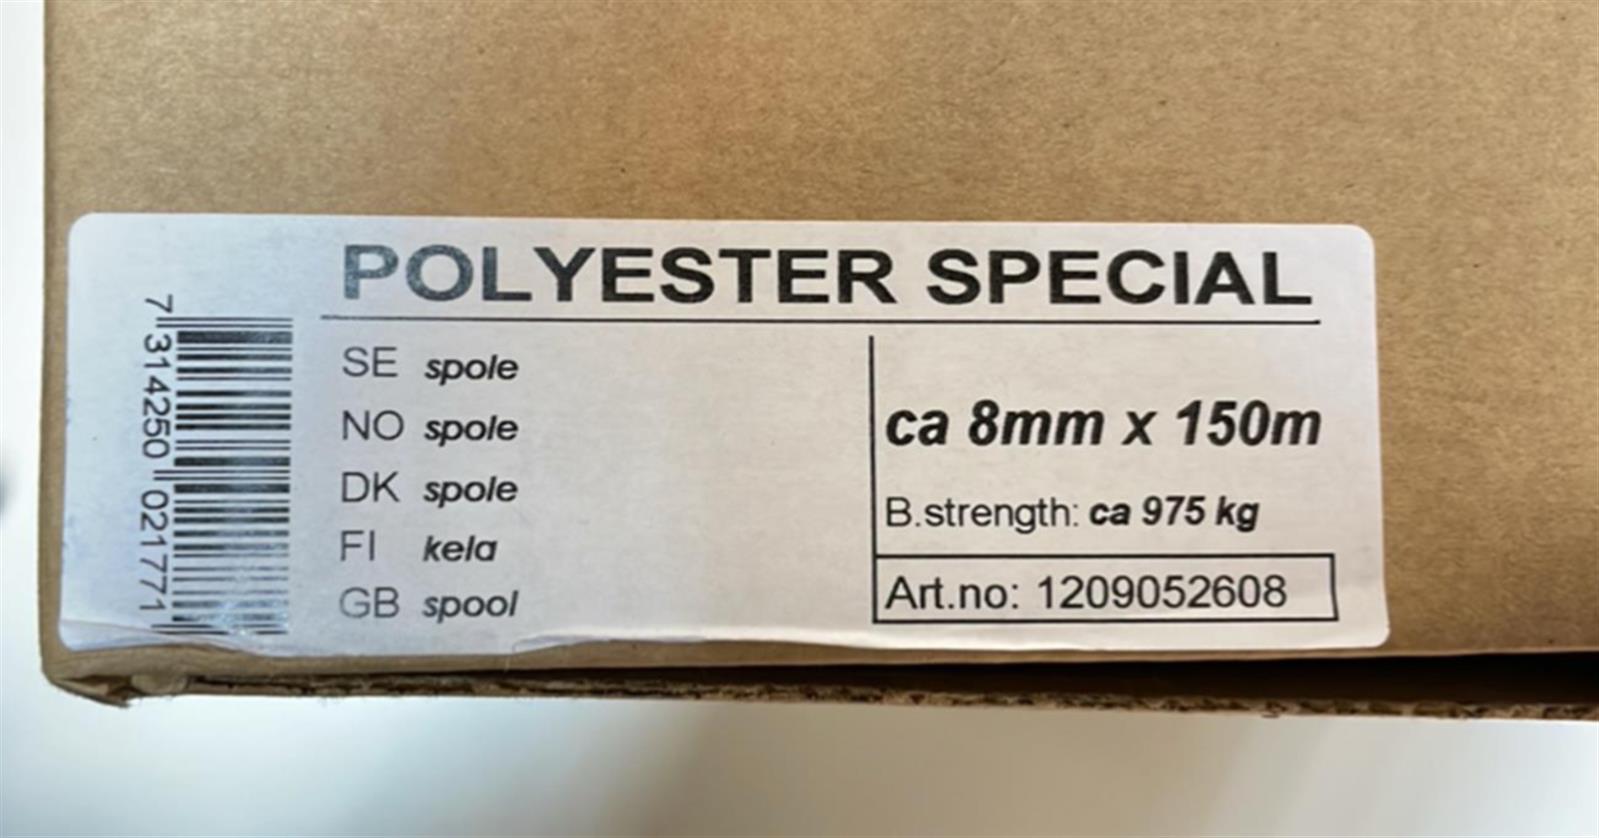 POLYESTER SPECIAL
7 314250 021771
SE spole
NO spole
DK spole
FI kela
GB spool
ca 8mm x 150m
B.strength: ca 975 kg
Art.no: 1209052608